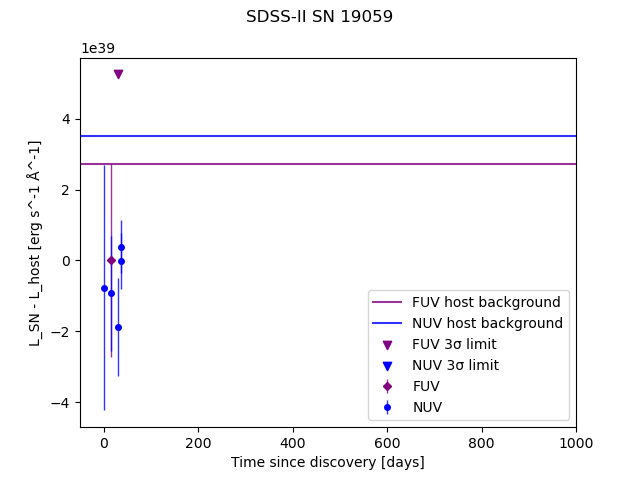 SDSS-II SN 19059
1e39
4
2
0
−2
−4
L_SN - L_host [erg s^-1 Å^-1]
FUV host background
NUV host background
FUV 3σ limit
NUV 3σ limit
FUV
NUV
0 200 400 600 800 1000
Time since discovery [days]